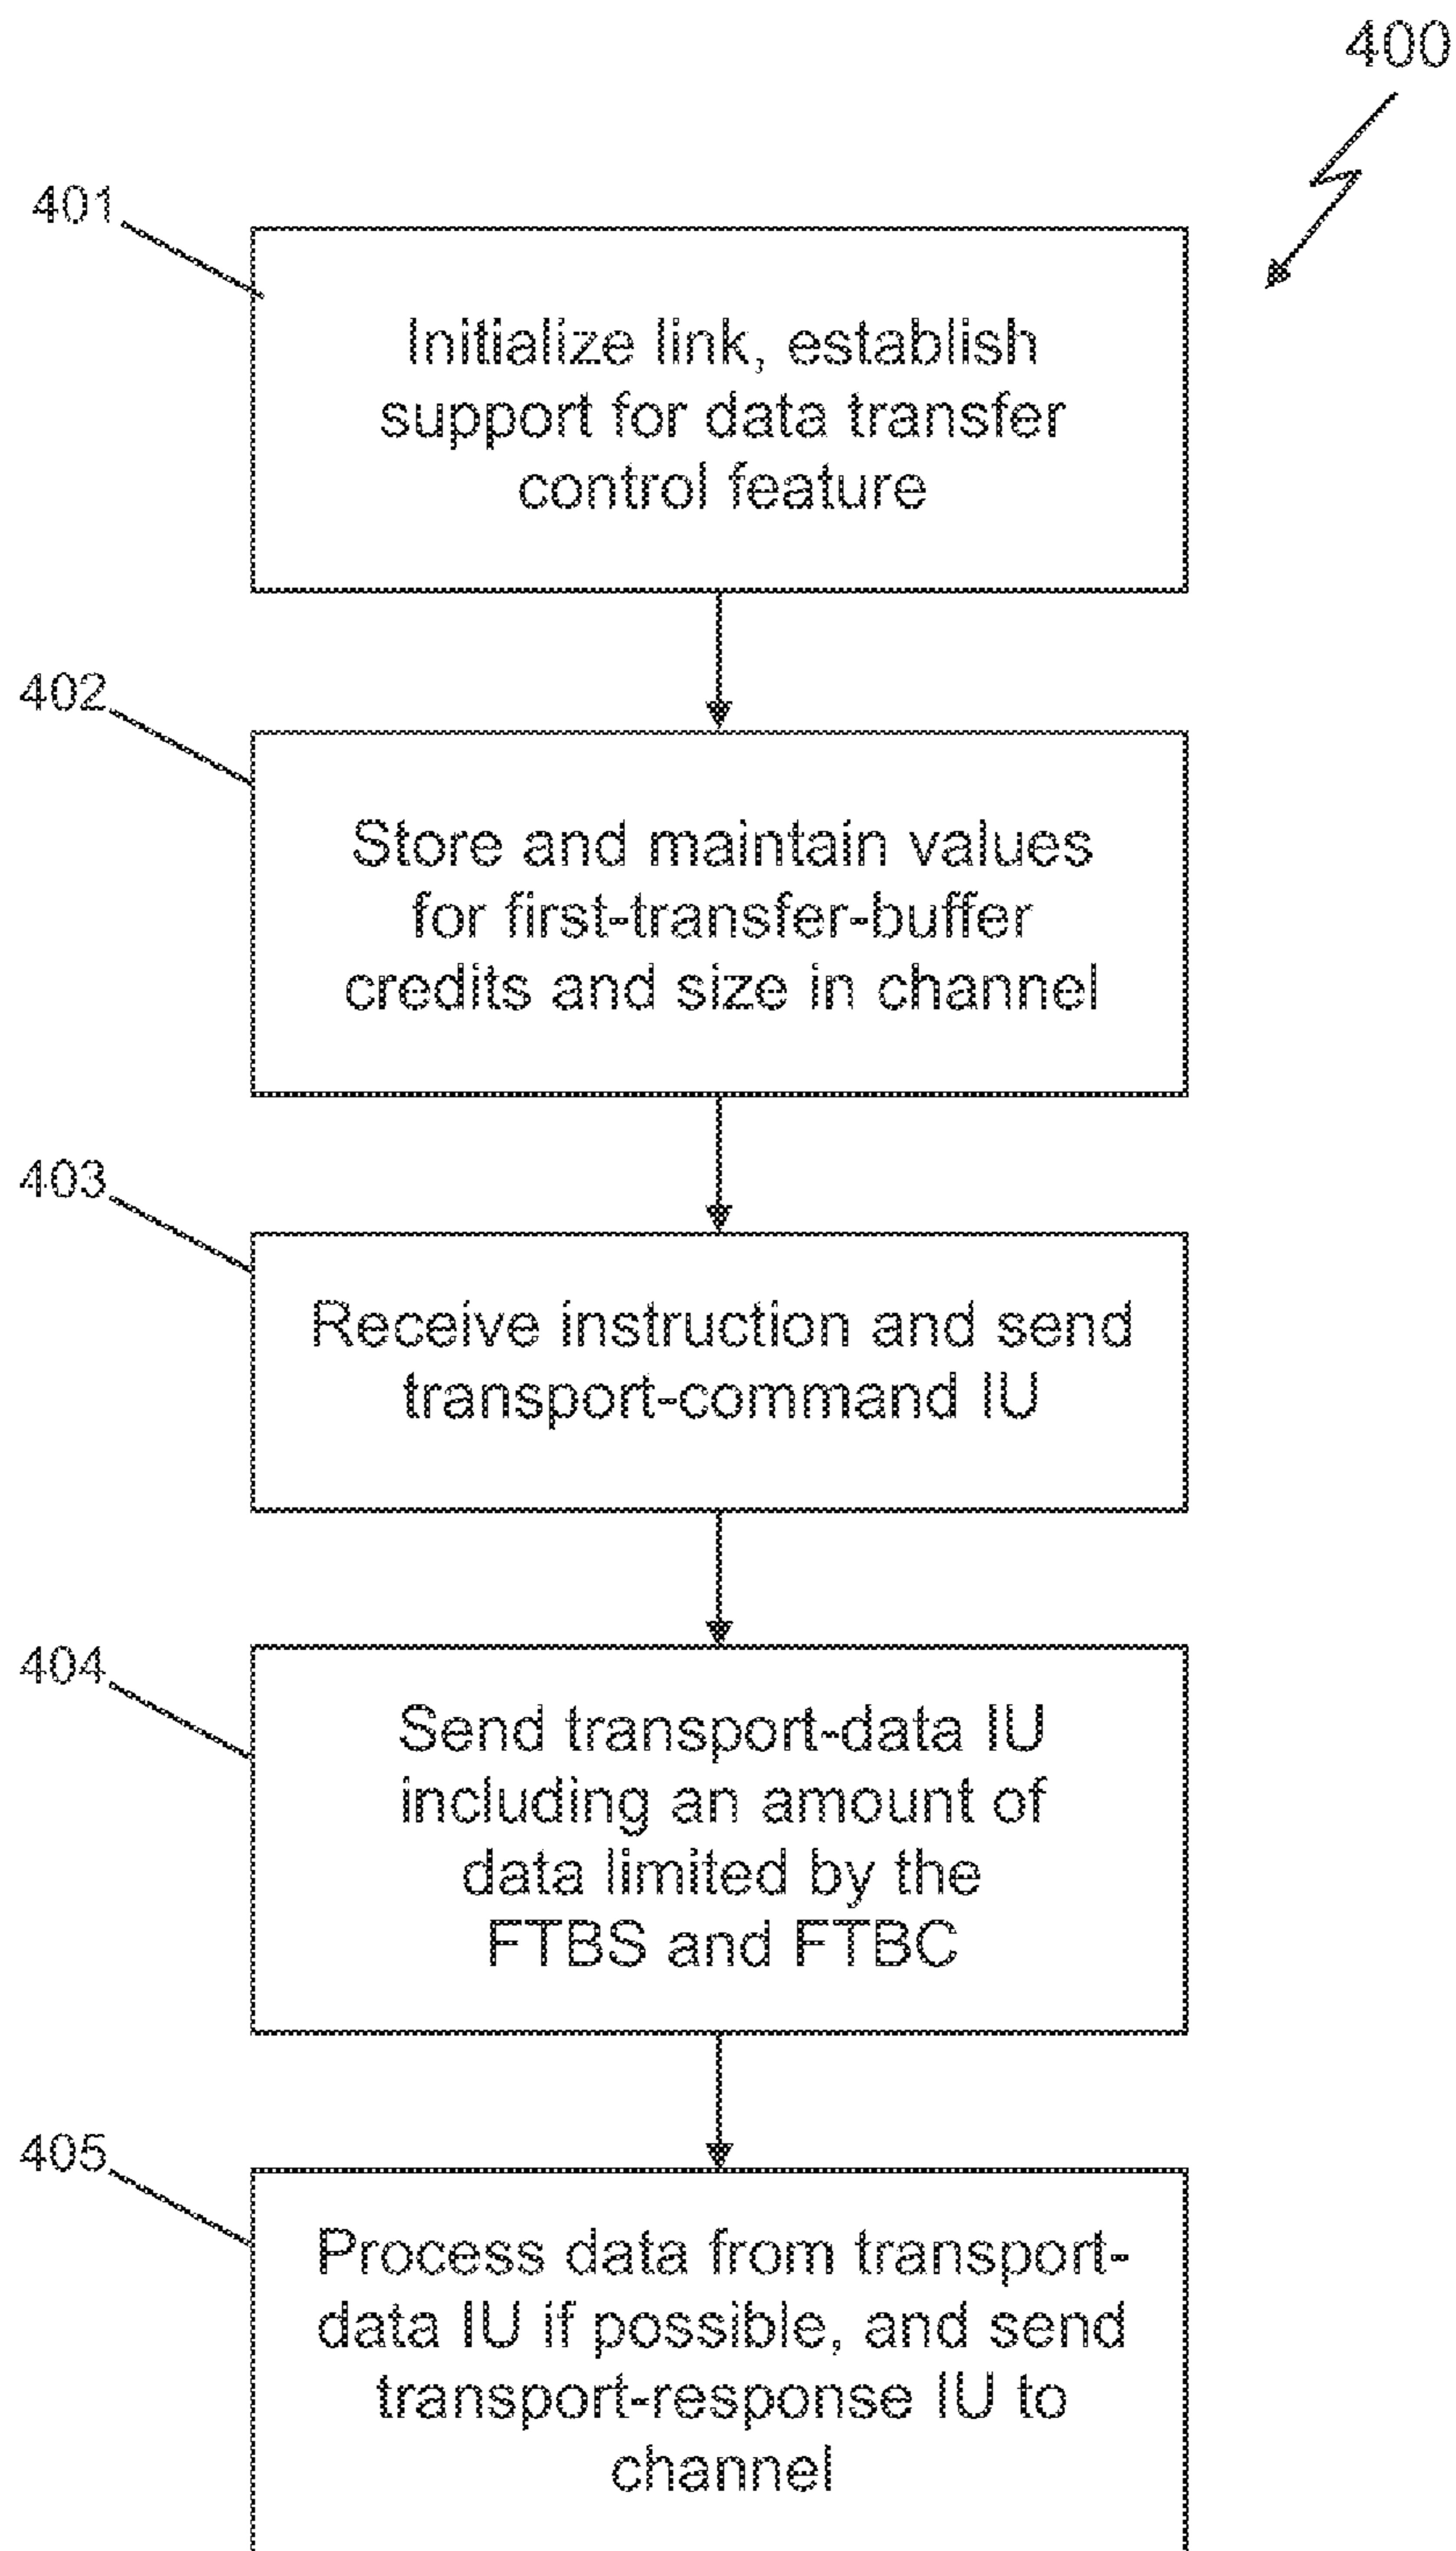 400
401
Initialize link, establish
support for data transfer
control feature
402
Store and maintain values
for first-transfer-buffer
credits and size in channel
403
Receive instruction and send
transport-command IU
404
Send transport-data IU
including an amount of
data limited by the
FTBS and FTBC
405
Process data from transport-
data IU if possible, and send
transport-response IU to
channel